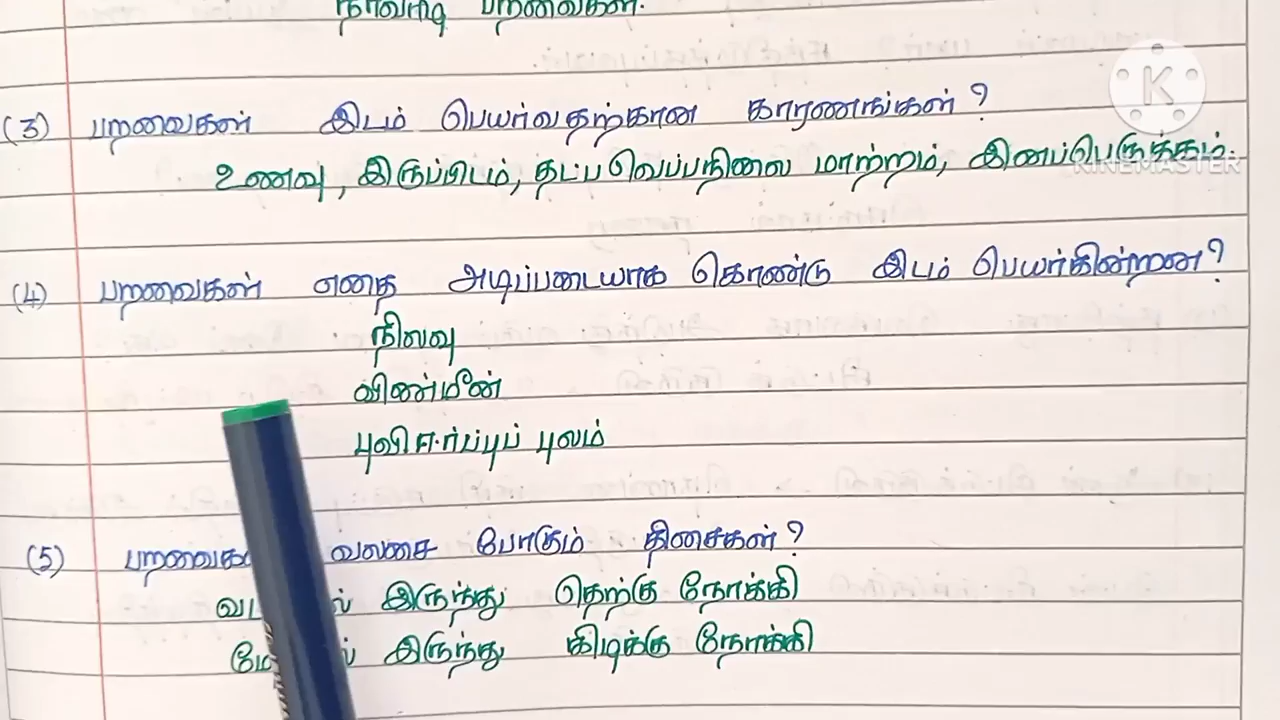 பறவைகள்.
(3) பறவைகள் இடம் பெயர்வதற்கான காரணங்கள்?
உணவு, இருப்பிடம், தட்பவெப்பநிலை மாற்றம், இனப்பெருக்கம்.
KINEMASTER
(4) பறவைகள் எதை அடிப்படையாக கொண்டு இடம் பெயர்கின்றன?
நிலவு
விண்மீன்
புவிஈர்ப்புப் புலம்
(5) வலசை போகும் திசைகள்?
இருந்து தெற்கு நோக்கி
இருந்து கிழக்கு நோக்கி